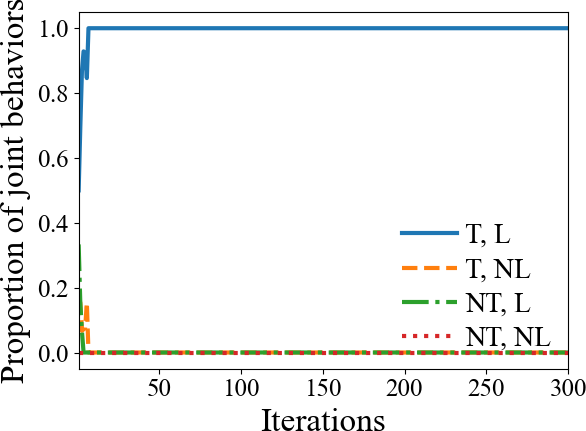 Proportion of joint behaviors
1.0
0.8
0.6
0.4
0.2
0.0
T, L
T, NL
NT, L
NT, NL
50 100 150 200 250 300
Iterations